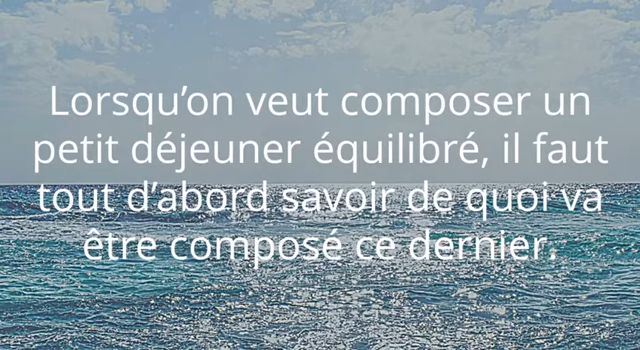 Lorsqu’on veut composer un
petit déjeuner équilibré, il faut
tout d’abord savoir de quoi va
être composé ce dernier.